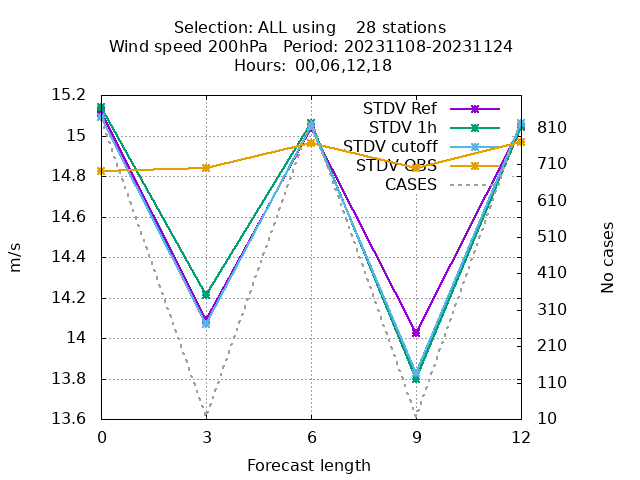 Selection: ALL using    28 stations
Wind speed 200hPa   Period: 20231108-20231124
Hours: 00,06,12,18
STDV Ref
STDV 1h
STDV cutoff
STDV OBS
CASES
15.2
15
14.8
14.6
14.4
14.2
14
13.8
13.6
m/s
810
710
610
510
410
310
210
110
10
No cases
0 3 6 9 12
Forecast length